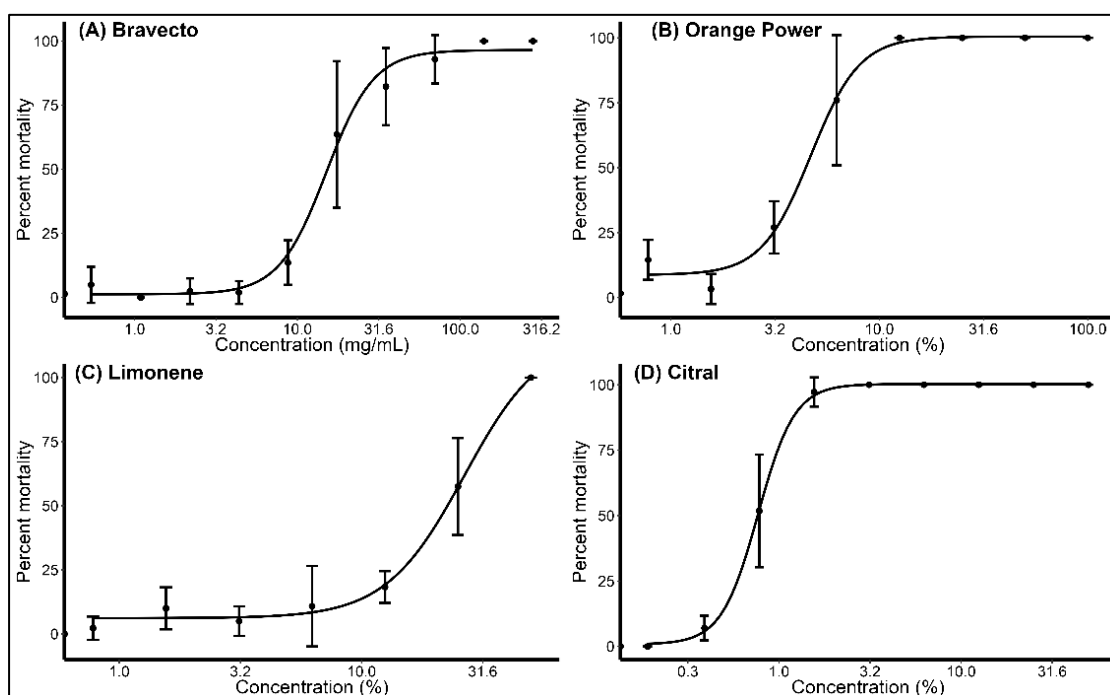 (A) Bravecto
Percent mortality
100
75
50
25
0
1.0 3.2 10.0 31.6 100.0 316.2
Concentration (mg/mL)
(B) Orange Power
Percent mortality
100
75
50
25
0
1.0 3.2 10.0 31.6 100.0
Concentration (%)
(C) Limonene
Percent mortality
100
75
50
25
0
1.0 3.2 10.0 31.6
Concentration (%)
(D) Citral
Percent mortality
100
75
50
25
0
0.3 1.0 3.2 10.0 31.6
Concentration (%)